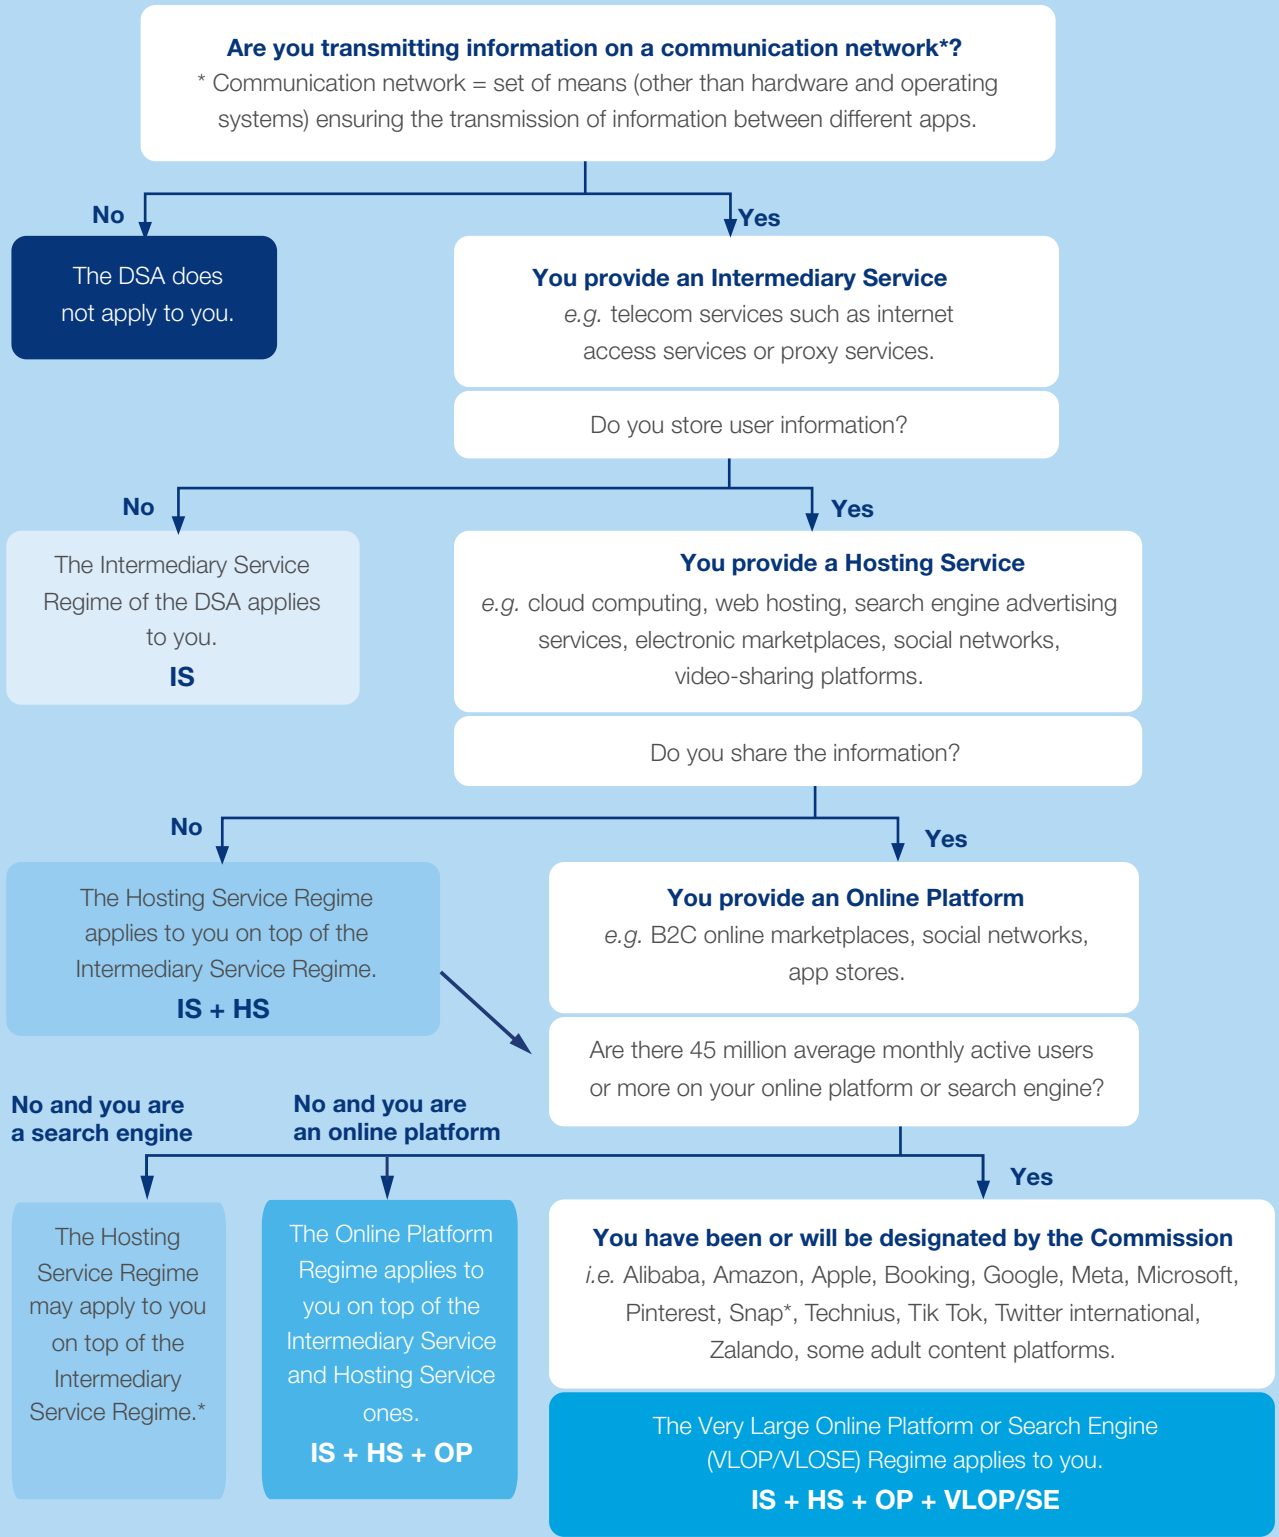 Are you transmitting information on a communication network*?
* Communication network = set of means (other than hardware and operating
systems) ensuring the transmission of information between different apps.
No
Yes
The DSA does
not apply to you.
You provide an Intermediary Service
e.g. telecom services such as internet
access services or proxy services.
Do you store user information?
No
Yes
The Intermediary Service
Regime of the DSA applies
to you.
IS
You provide a Hosting Service
e.g. cloud computing, web hosting, search engine advertising
services, electronic marketplaces, social networks,
video-sharing platforms.
Do you share the information?
No
Yes
The Hosting Service Regime
applies to you on top of the
Intermediary Service Regime.
IS + HS
You provide an Online Platform
e.g. B2C online marketplaces, social networks,
app stores.
Are there 45 million average monthly active users
or more on your online platform or search engine?
No and you are
a search engine
No and you are
an online platform
Yes
The Hosting
Service Regime
may apply to you
on top of the
Intermediary
Service Regime.*
The Online Platform
Regime applies to
you on top of the
Intermediary Service
and Hosting Service
ones.
IS + HS + OP
You have been or will be designated by the Commission
i.e. Alibaba, Amazon, Apple, Booking, Google, Meta, Microsoft,
Pinterest, Snap*, Technius, Tik Tok, Twitter international,
Zalando, some adult content platforms.
The Very Large Online Platform or Search Engine
(VLOP/VLOSE) Regime applies to you.
IS + HS + OP + VLOP/SE